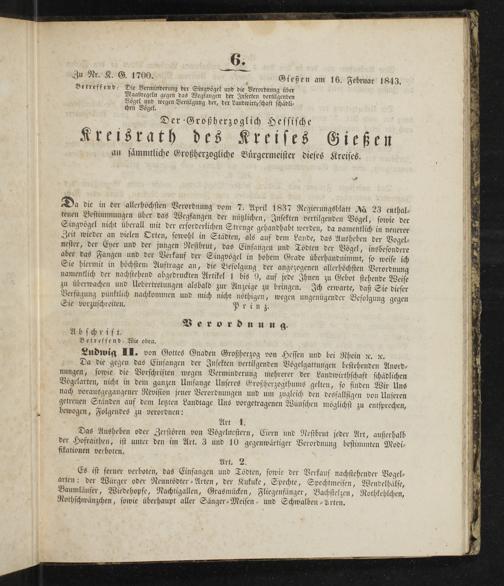 6.
Zu Nr. K. G. 1700.
Gießen am 16. Februar 1843.
Betreffend: Die Verminderung der Singvögel und die Verordnung über
Maasregeln gegen das Wegfangen der Insekten vertilgenden
Vögel und wegen Vertilgung der, der Landwirthschaft schädli-
chen Vögel.
Der Großherzoglich Hessische
Kreisrath des Kreises Gießen
an sämmtliche Großherzogliche Bürgermeister dieses Kreises.
Da die in der allerhöchsten Verordnung vom 7. April 1837 Regierungsblatt № 23 enthal-
tenen Bestimmungen über das Wegfangen der nützlichen, Insekten vertilgenden Vögel, sowie der
Singvögel nicht überall mit der erforderlichen Strenge gehandhabt werden, da namentlich in neuerer
Zeit wieder an vielen Orten, sowohl in Städten, als auf dem Lande, das Ausheben der Vogel-
nester, der Eyer und der jungen Nestbrut, das Einfangen und Tödten der Vögel, insbesondere
aber das Fangen und der Verkauf der Singvögel in hohem Grade überhandnimmt, so weise ich
Sie hiermit in höchstem Auftrage an, die Befolgung der angezogenen allerhöchsten Verordnung
namentlich der nachstehend abgedruckten Artikel 1 bis 9, auf jede Ihnen zu Gebot stehende Weise
zu überwachen und Uebertretungen alsbald zur Anzeige zu bringen. Ich erwarte, daß Sie dieser
Verfügung pünktlich nachkommen und mich nicht nöthigen, wegen ungenügender Befolgung gegen
Sie vorzuschreiten. Prinz.
Verordnung.
Abschrift.
Betreffend: Wie oben.
Ludwig II. von Gottes Gnaden Großherzog von Hessen und bei Rhein ꝛc. ꝛc.
Da die gegen das Einfangen der Insekten vertilgenden Vögelgattungen bestehenden Anord-
nungen, sowie die Vorschriften wegen Verminderung mehrerer der Landwirthschaft schädlichen
Vögelarten, nicht in dem ganzen Umfange Unseres Großherzogthums gelten, so finden Wir Uns
nach vorausgegangener Revision jener Verordnungen und um zugleich den desfallsigen von Unseren
getreuen Ständen auf dem letzten Landtage Uns vorgetragenen Wünschen möglichst zu entsprechen,
bewogen, Folgendes zu verordnen:
Art 1.
Das Ausheben oder Zerstören von Vögelnestern, Eiern und Nestbrut jeder Art, außerhalb
der Hofraithen, ist unter den im Art. 3 und 10 gegenwärtiger Verordnung bestimmten Modi-
fikationen verboten.
Art. 2.
Es ist ferner verboten, das Einfangen und Tödten, sowie der Verkauf nachstehender Vogel-
arten: der Würger oder Neuntödter-Arten, der Kukuke, Spechte, Spechtmeisen, Wendelhälse,
Baumläufer, Wiedehopfe, Nachtigallen, Grasmücken, Fliegenfänger, Bachstelzen, Rothkehlchen,
Rothschwänzchen, sowie überhaupt aller Sänger-Meisen- und Schwalben-Arten.